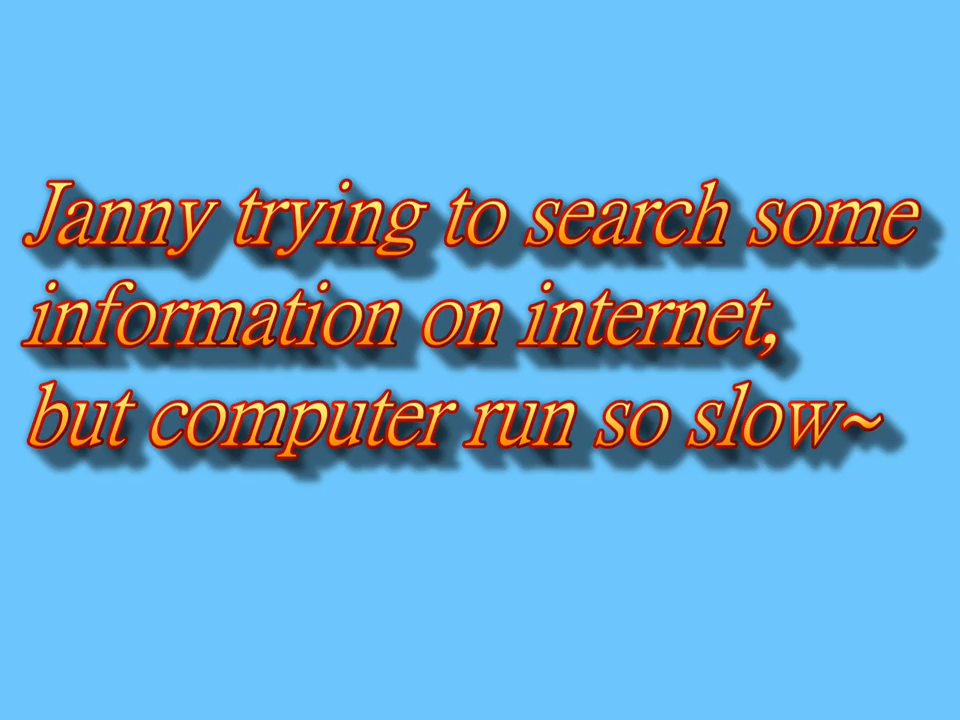 Janny trying to search some
information on internet,
but computer run so slow~